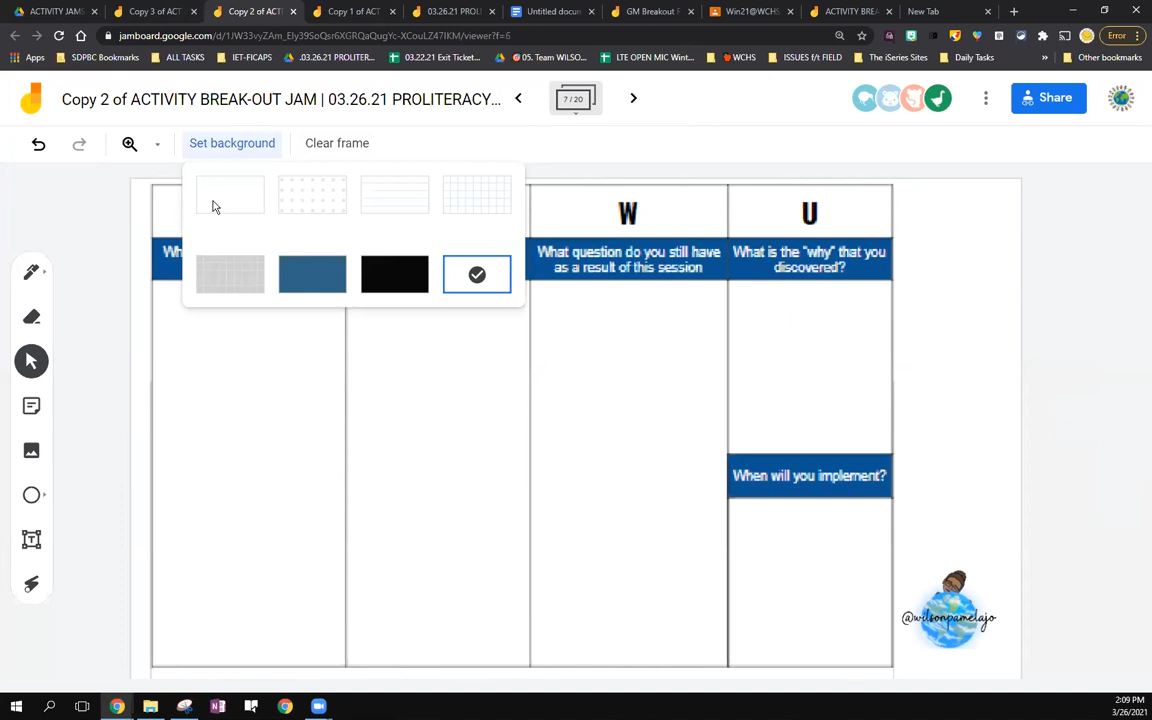 ACTIVITY JAMS
Copy 3 of ACT
Copy 2 of ACTI
Copy 1 of ACT
03.26.21 PROLI
Untitled docum
GM Breakout F
Win21@WCHS
ACTIVITY BREA
New Tab
jamboard.google.com/d/1JW33vyZAm_Ely39SoQsr6XGRQaQugYc-XCouLZ47IKM/viewer?f=6
Error
Apps
SDPBC Bookmarks
ALL TASKS
IET-FICAPS
.03.26.21 PROLITER...
03.22.21 Exit Ticket...
05. Team WILSO...
LTE OPEN MIC Wint...
WCHS
ISSUES f/t FIELD
The iSeries Sites
Daily Tasks
»
Other bookmarks
Copy 2 of ACTIVITY BREAK-OUT JAM | 03.26.21 PROLITERACY...
7 / 20
Share
Set background
Clear frame
W
U
Wh
What question do you still have
as a result of this session
What is the "why" that you
discovered?
When will you implement?
@wilsonpamelajo
2:09 PM
3/26/2021